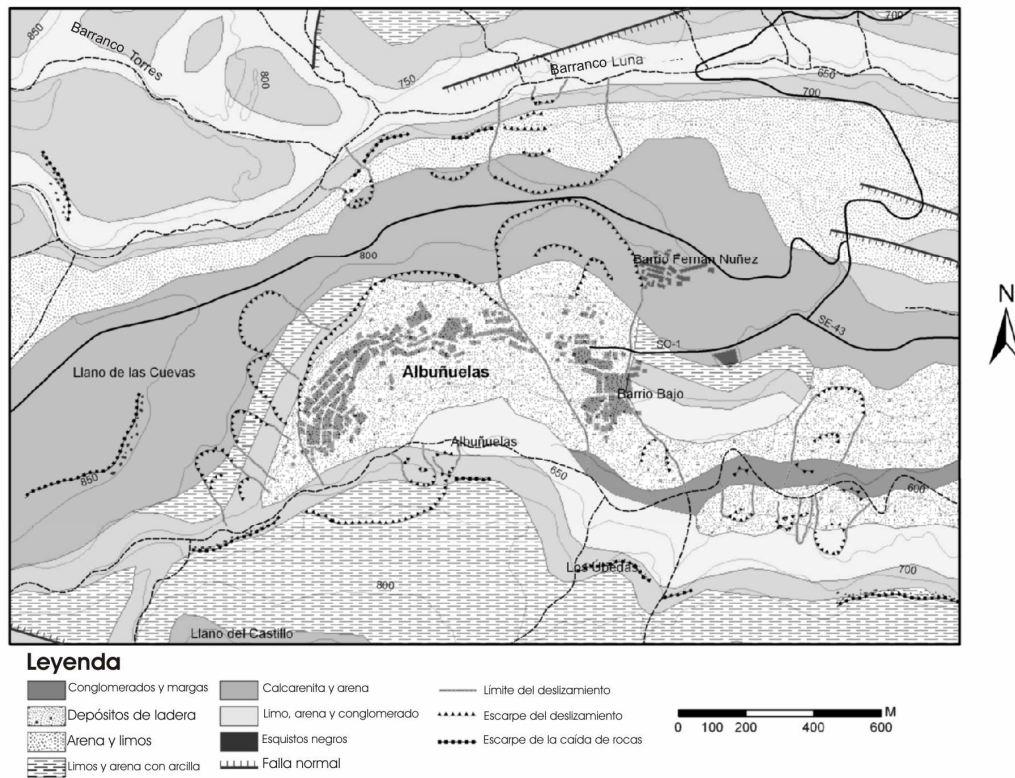 850
Barranco Torres
800
750
Barranco Luna
700
650
700
800
Barrio Fernan Nuñez
SO-1
SE-43
Llano de las Cuevas
Albuñuelas
Barrio Bajo
Albuñuelas
850
650
600
Los Úbedas
700
800
Llano del Castillo
N
Leyenda
Conglomerados y margas
Depósitos de ladera
Arena y limos
Limos y arena con arcilla
Calcarenita y arena
Limo, arena y conglomerado
Esquistos negros
Falla normal
Límite del deslizamiento
Escarpe del deslizamiento
Escarpe de la caída de rocas
M
0 100 200 400 600